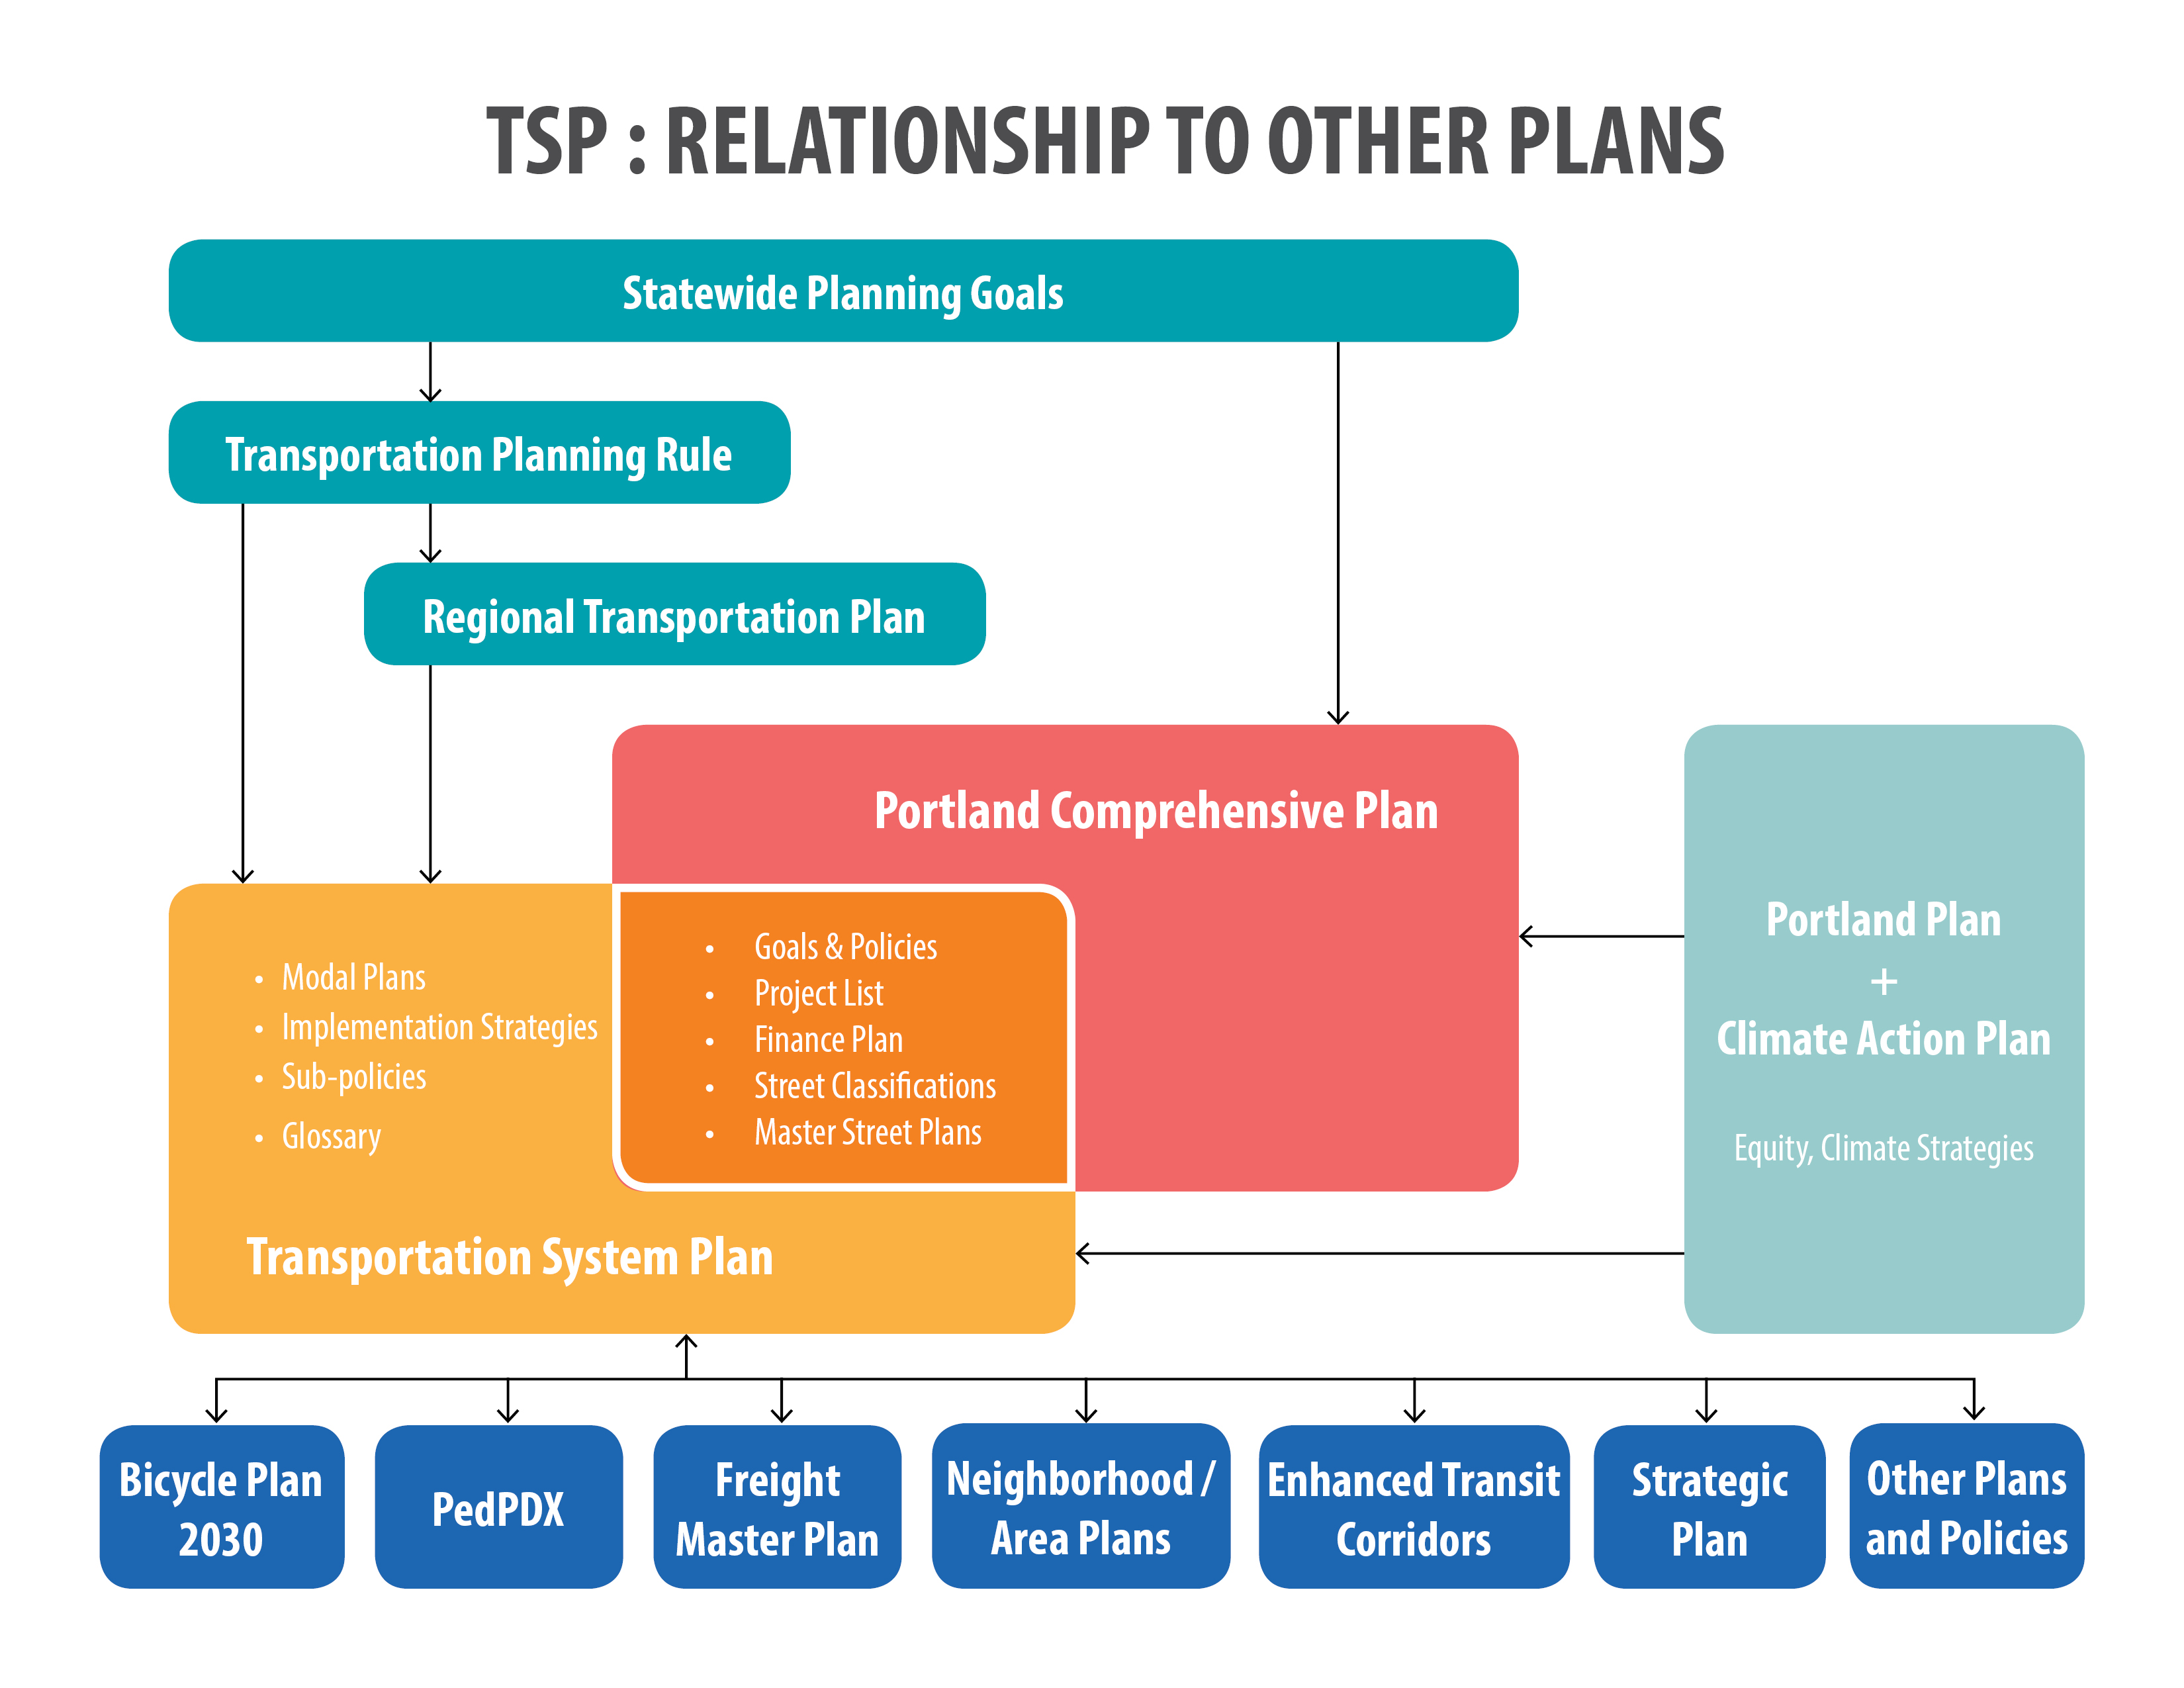 TSP : RELATIONSHIP TO OTHER PLANS
Statewide Planning Goals
Transportation Planning Rule
Regional Transportation Plan
Portland Comprehensive Plan
• Goals & Policies
• Project List
• Finance Plan
• Street Classifications
• Master Street Plans
• Modal Plans
• Implementation Strategies
• Sub-policies
• Glossary
Transportation System Plan
Portland Plan
+
Climate Action Plan
Equity, Climate Strategies
Bicycle Plan
2030
PedPDX
Freight
Master Plan
Neighborhood /
Area Plans
Enhanced Transit
Corridors
Strategic
Plan
Other Plans
and Policies